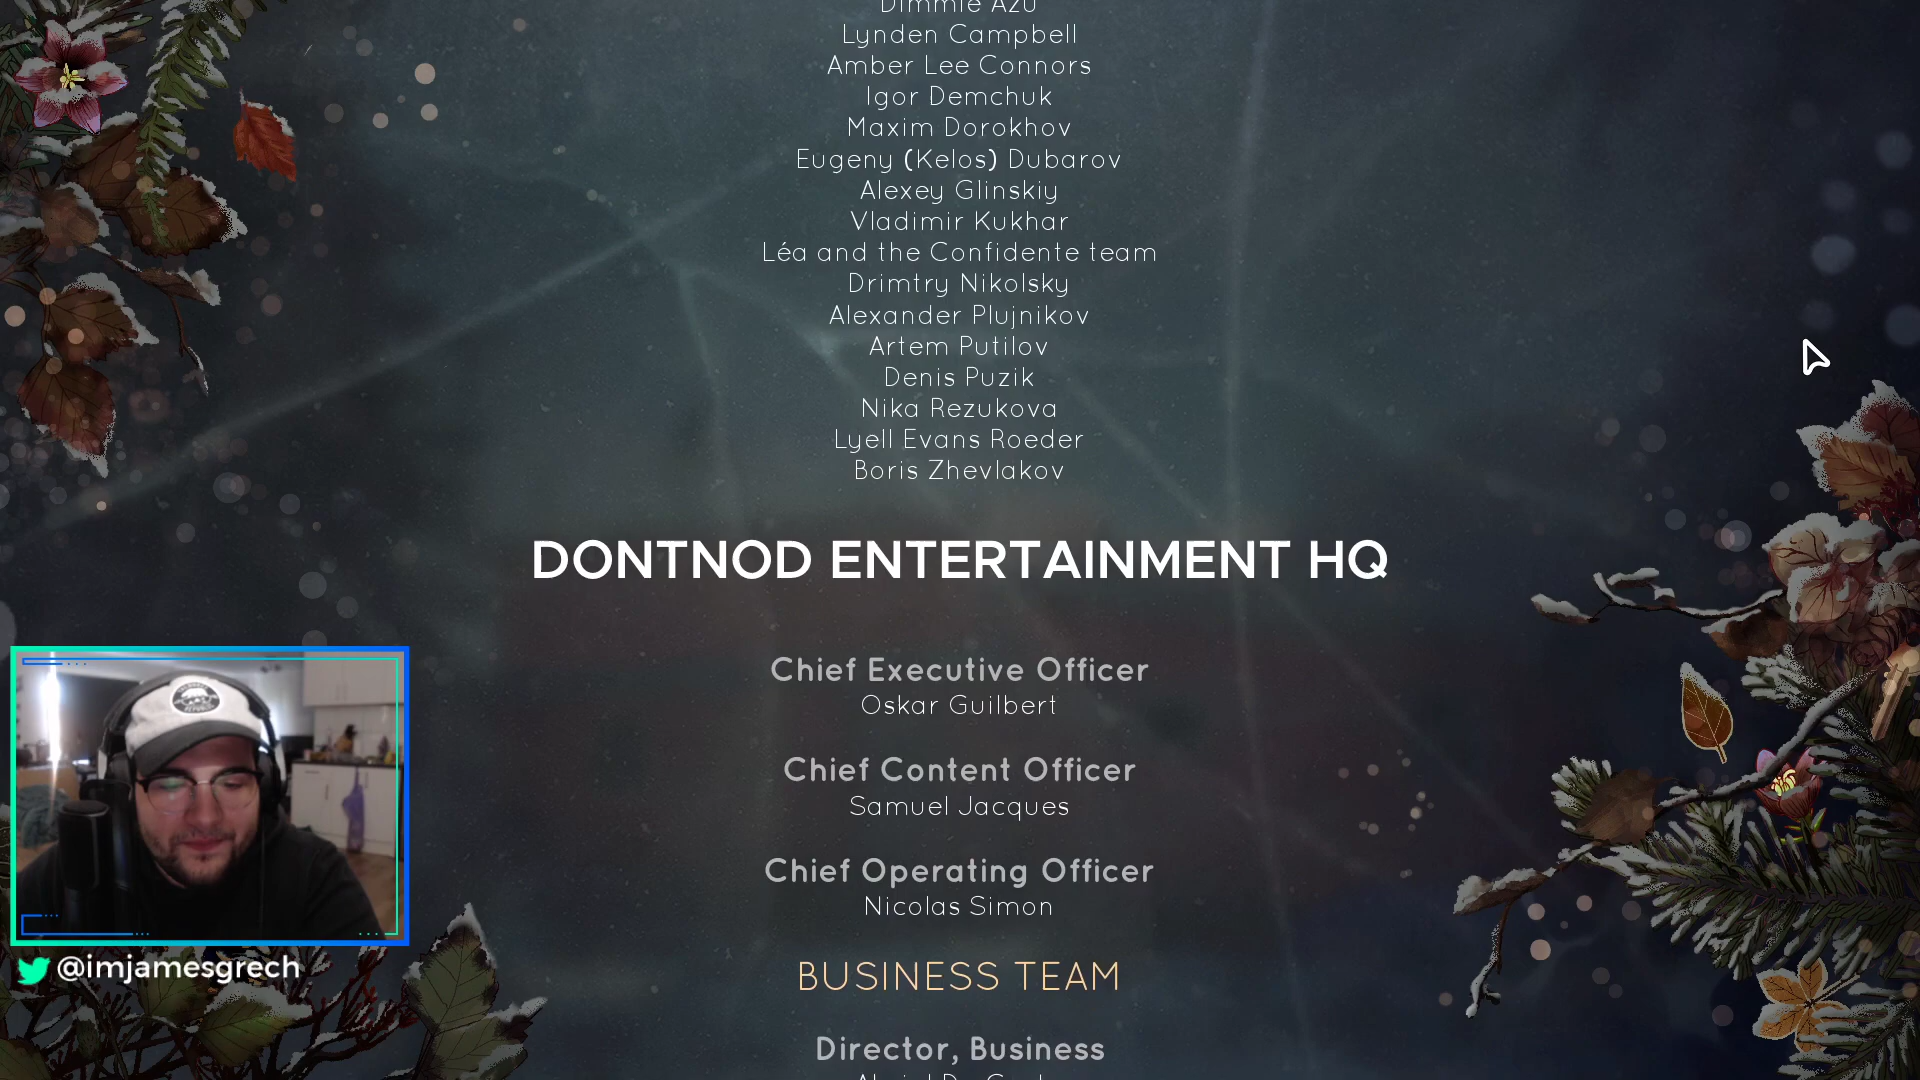 Dimmie Azu
Lynden Campbell
Amber Lee Connors
Igor Demchuk
Maxim Dorokhov
Eugeny (Kelos) Dubarov
Alexey Glinskiy
Vladimir Kukhar
Léa and the Confidente team
Drimtry Nikolsky
Alexander Plujnikov
Artem Putilov
Denis Puzik
Nika Rezukova
Lyell Evans Roeder
Boris Zhevlakov
DONTNOD ENTERTAINMENT HQ
Chief Executive Officer
Oskar Guilbert
Chief Content Officer
Samuel Jacques
Chief Operating Officer
Nicolas Simon
@imjamesgrech
BUSINESS TEAM
Director, Business